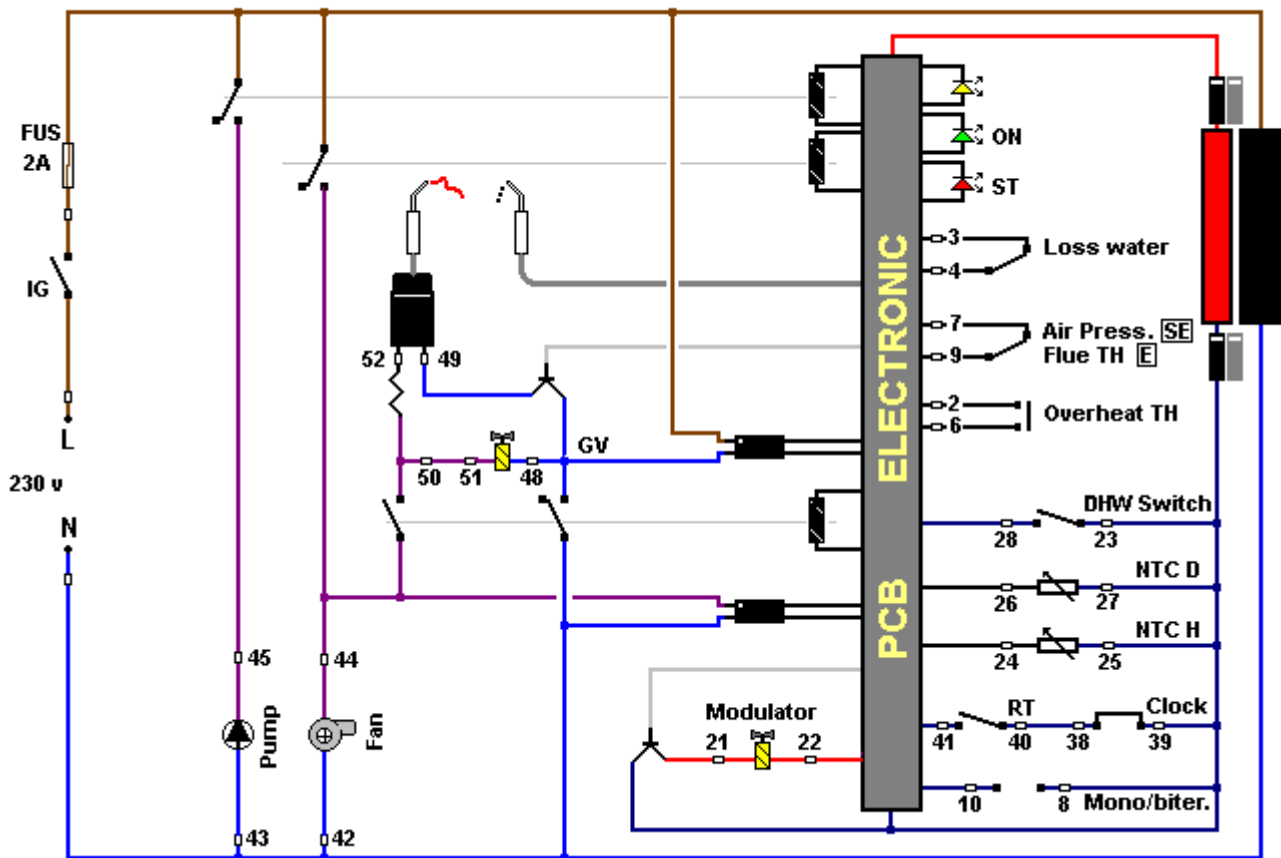 FUS
2A
IG
L
230 v
N
52
49
50
51
48
GV
45
44
Pump
Fan
43
42
ELECTRONIC
PCB
ON
ST
3
4
Loss water
7
9
Air Press. SE
Flue TH E
2
6
Overheat TH
DHW Switch
28
23
NTC D
26
27
NTC H
24
25
RT
Clock
41
40
38
39
Modulator
21
22
10
8
Mono/biter.